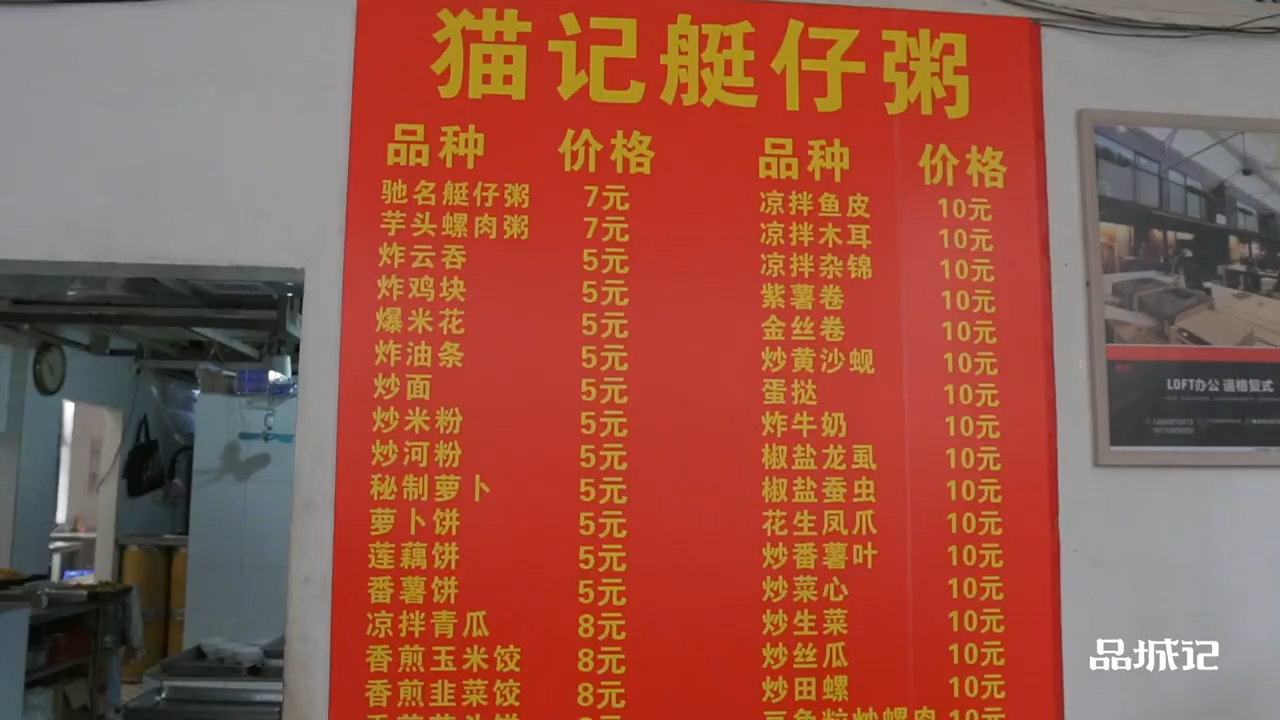 猫记艇仔粥
品种 价格
驰名艇仔粥 7元
芋头螺肉粥 7元
炸云吞 5元
炸鸡块 5元
爆米花 5元
炸油条 5元
炒面 5元
炒米粉 5元
炒河粉 5元
秘制萝卜 5元
萝卜饼 5元
莲藕饼 5元
番薯饼 5元
凉拌青瓜 8元
香煎玉米饺 8元
香煎韭菜饺 8元
品种 价格
凉拌鱼皮 10元
凉拌木耳 10元
凉拌杂锦 10元
紫薯卷 10元
金丝卷 10元
炒黄沙蚬 10元
蛋挞 10元
炸牛奶 10元
椒盐龙虱 10元
椒盐蚕虫 10元
花生凤爪 10元
炒番薯叶 10元
炒菜心 10元
炒生菜 10元
炒丝瓜 10元
炒田螺 10元
炒螺肉 10元
LOFT办公 逼格复式
品城记